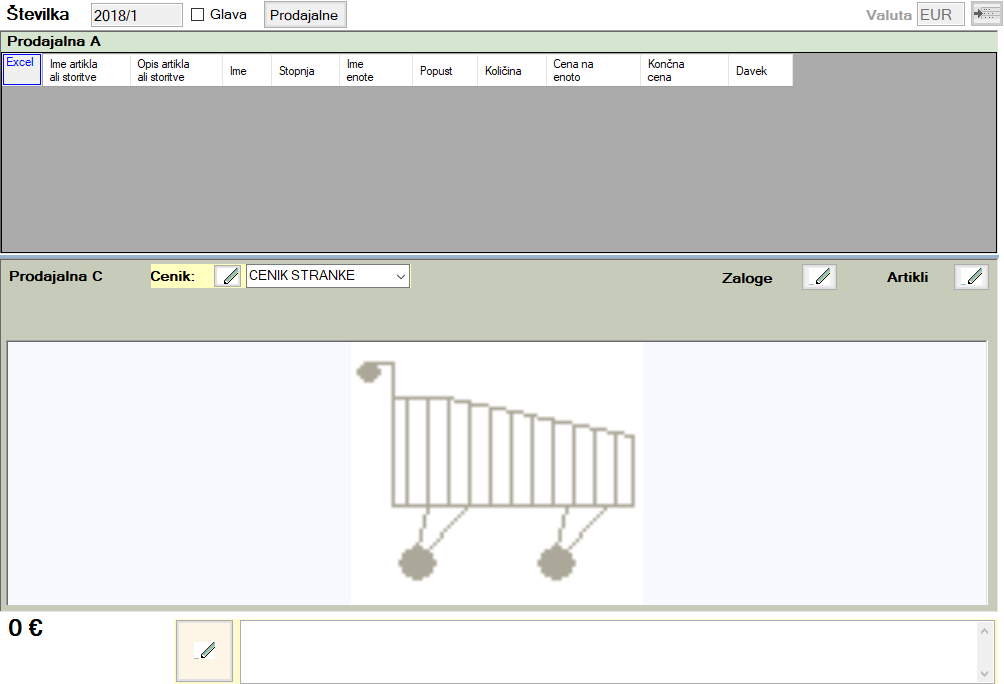 Številka 2018/1 Glava Prodajalne Valuta EUR
Prodajalna A
Excel Ime artikla ali storitve Opis artikla ali storitve Ime Stopnja Ime enote Popust Količina Cena na enoto Končna cena Davek
Prodajalna C Cenik: CENIK STRANKE Zaloge Artikli
0 €